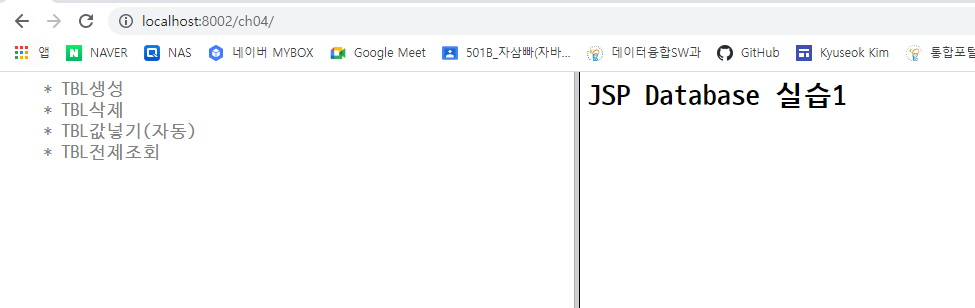 localhost:8002/ch04/
앱 NAVER NAS 네이버 MYBOX Google Meet 501B_자삼빠(자바... 데이터융합SW과 GitHub Kyuseok Kim 통합포털
* TBL생성
* TBL삭제
* TBL값넣기(자동)
* TBL전제조회
JSP Database 실습1